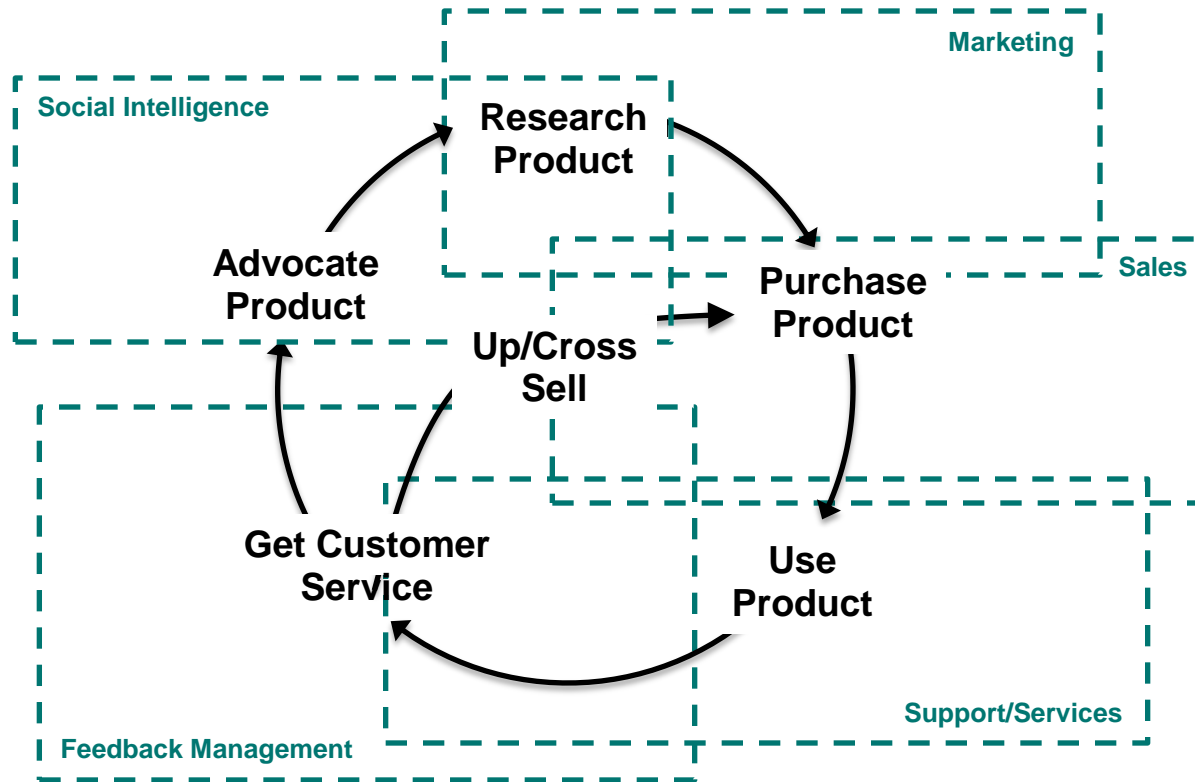 Marketing
Social Intelligence
Research
Product
Advocate
Product
Sales
Purchase
Product
Up/Cross
Sell
Get Customer
Service
Use
Product
Support/Services
Feedback Management